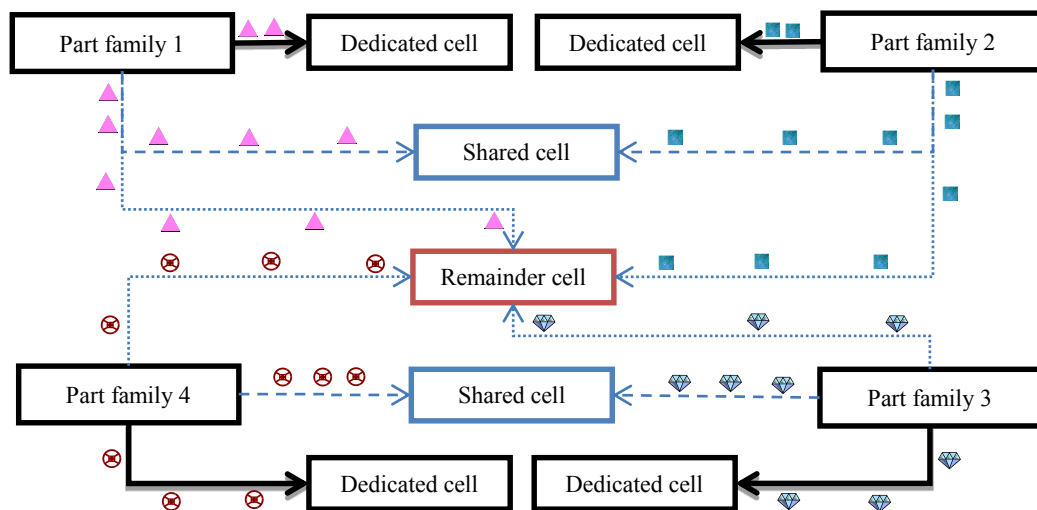 Part family 1
Dedicated cell
Dedicated cell
Part family 2
Shared cell
Remainder cell
Part family 4
Shared cell
Part family 3
Dedicated cell
Dedicated cell